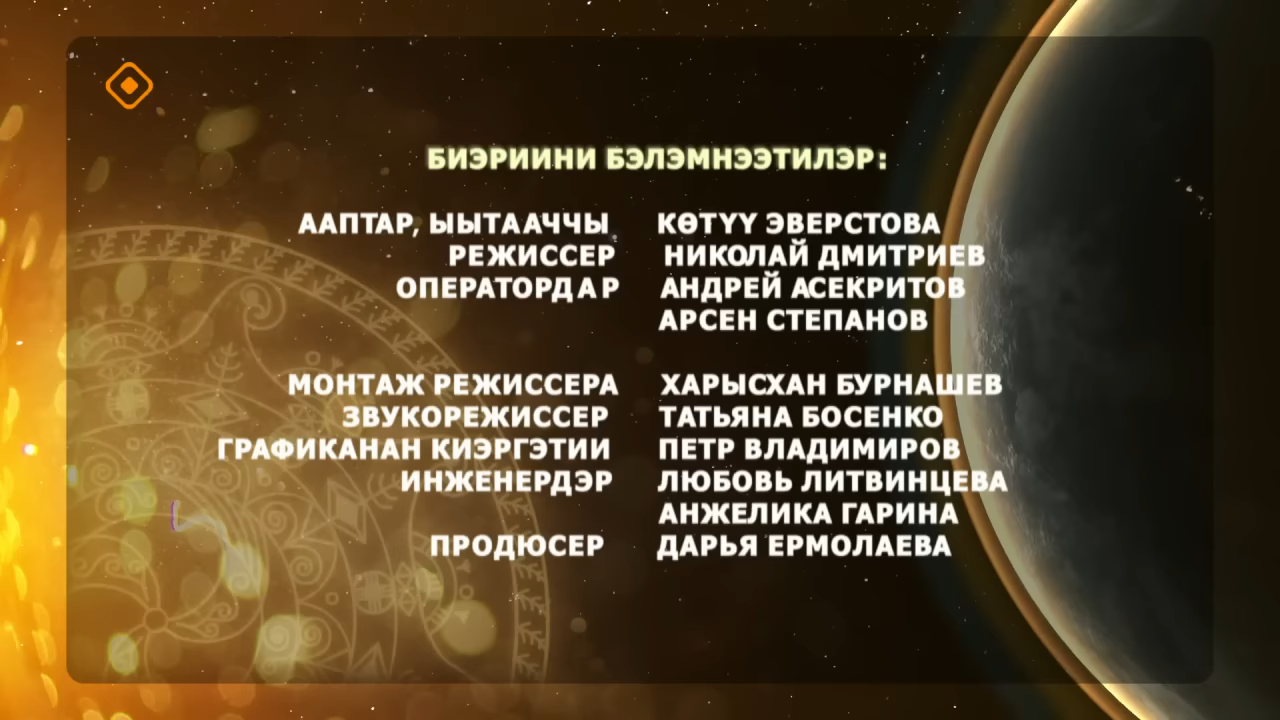 БИЭРИИНИ БЭЛЭМНЭЭТИЛЭР:
ААПТАР, ЫЫТААЧЧЫ КӨТҮҮ ЭВЕРСТОВА
РЕЖИССЕР НИКОЛАЙ ДМИТРИЕВ
ОПЕРАТОРДАР АНДРЕЙ АСЕКРИТОВ
АРСЕН СТЕПАНОВ
МОНТАЖ РЕЖИССЕРА ХАРЫСХАН БУРНАШЕВ
ЗВУКОРЕЖИССЕР ТАТЬЯНА БОСЕНКО
ГРАФИКАНАН КИЭРГЭТИИ ПЕТР ВЛАДИМИРОВ
ИНЖЕНЕРДЭР ЛЮБОВЬ ЛИТВИНЦЕВА
АНЖЕЛИКА ГАРИНА
ПРОДЮСЕР ДАРЬЯ ЕРМОЛАЕВА